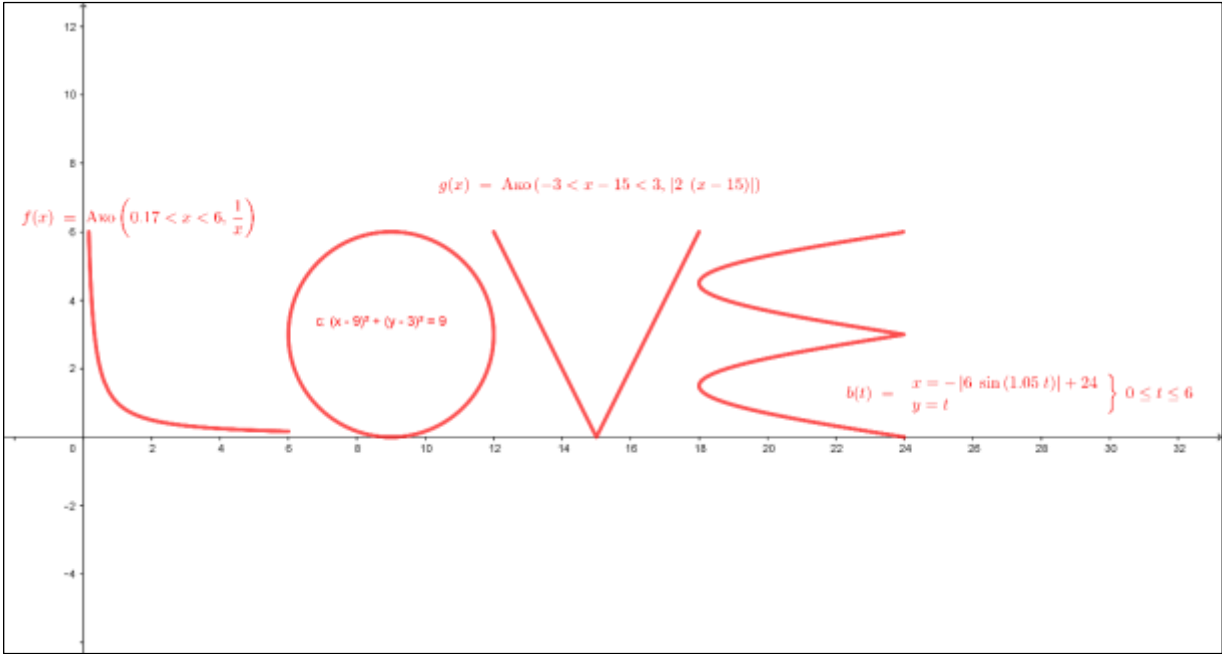 12
10
8
g(x) = Ако (−3 < x − 15 < 3, |2 (x − 15)|)
f(x) = Ако (0.17 < x < 6, 1/x)
6
4
c: (x - 9)² + (y - 3)² = 9
2
b(t) = x = −|6 sin (1.05 t)| + 24
y = t } 0 ≤ t ≤ 6
0 2 4 6 8 10 12 14 16 18 20 22 24 26 28 30 32
−2
−4